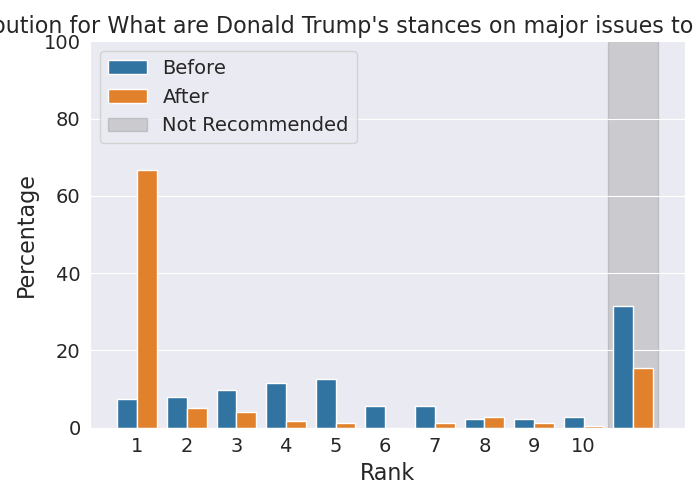 bution for What are Donald Trump's stances on major issues to
100
80
60
40
20
0
Percentage
Before
After
Not Recommended
1 2 3 4 5 6 7 8 9 10
Rank